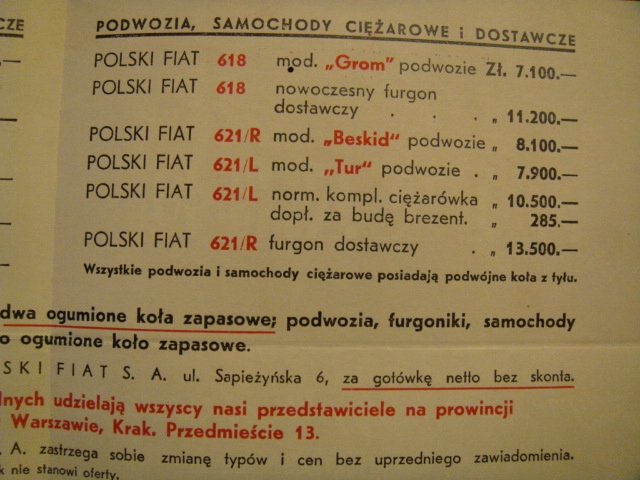 CZE
PODWOZIA, SAMOCHODY CIĘŻAROWE i DOSTAWCZE
POLSKI FIAT 618 mod. „Grom" podwozie Zł. 7.100.—
POLSKI FIAT 618 nowoczesny furgon
dostawczy . . . „ 11.200.—
POLSKI FIAT 621/R mod. „Beskid" podwozie „ 8.100.—
POLSKI FIAT 621/L mod. „Tur" podwozie . „ 7.900.—
POLSKI FIAT 621/L norm. kompl. ciężarówka „ 10.500.—
dopł. za budę brezent. „ 285.—
POLSKI FIAT 621/R furgon dostawczy . „ 13.500.—
Wszystkie podwozia i samochody ciężarowe posiadają podwójne koła z tyłu.
dwa ogumione koła zapasowe; podwozia, furgoniki, samochody
o ogumione koło zapasowe.
SKI FIAT S. A. ul. Sapieżyńska 6, za gotówkę netto bez skonta.
lnych udzielają wszyscy nasi przedstawiciele na prowincji
Warszawie, Krak. Przedmieście 13.
. A. zastrzega sobie zmianę typów i cen bez uprzedniego zawiadomienia.
k nie stanowi oferty.